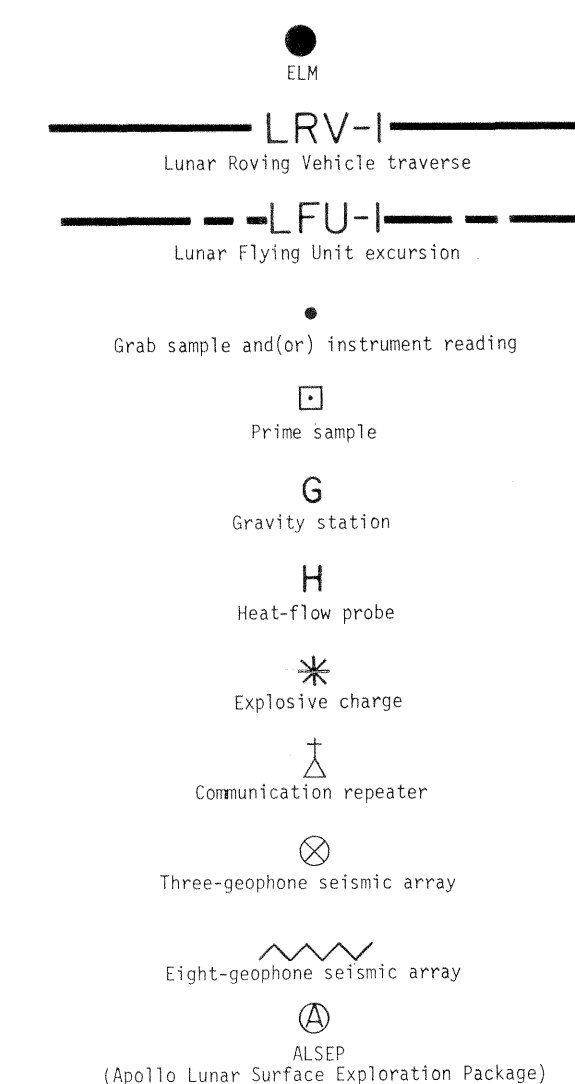 ELM
LRV-I
Lunar Roving Vehicle traverse
LFU-I
Lunar Flying Unit excursion
Grab sample and(or) instrument reading
Prime sample
G
Gravity station
H
Heat-flow probe
Explosive charge
Communication repeater
Three-geophone seismic array
Eight-geophone seismic array
A
ALSEP
(Apollo Lunar Surface Exploration Package)